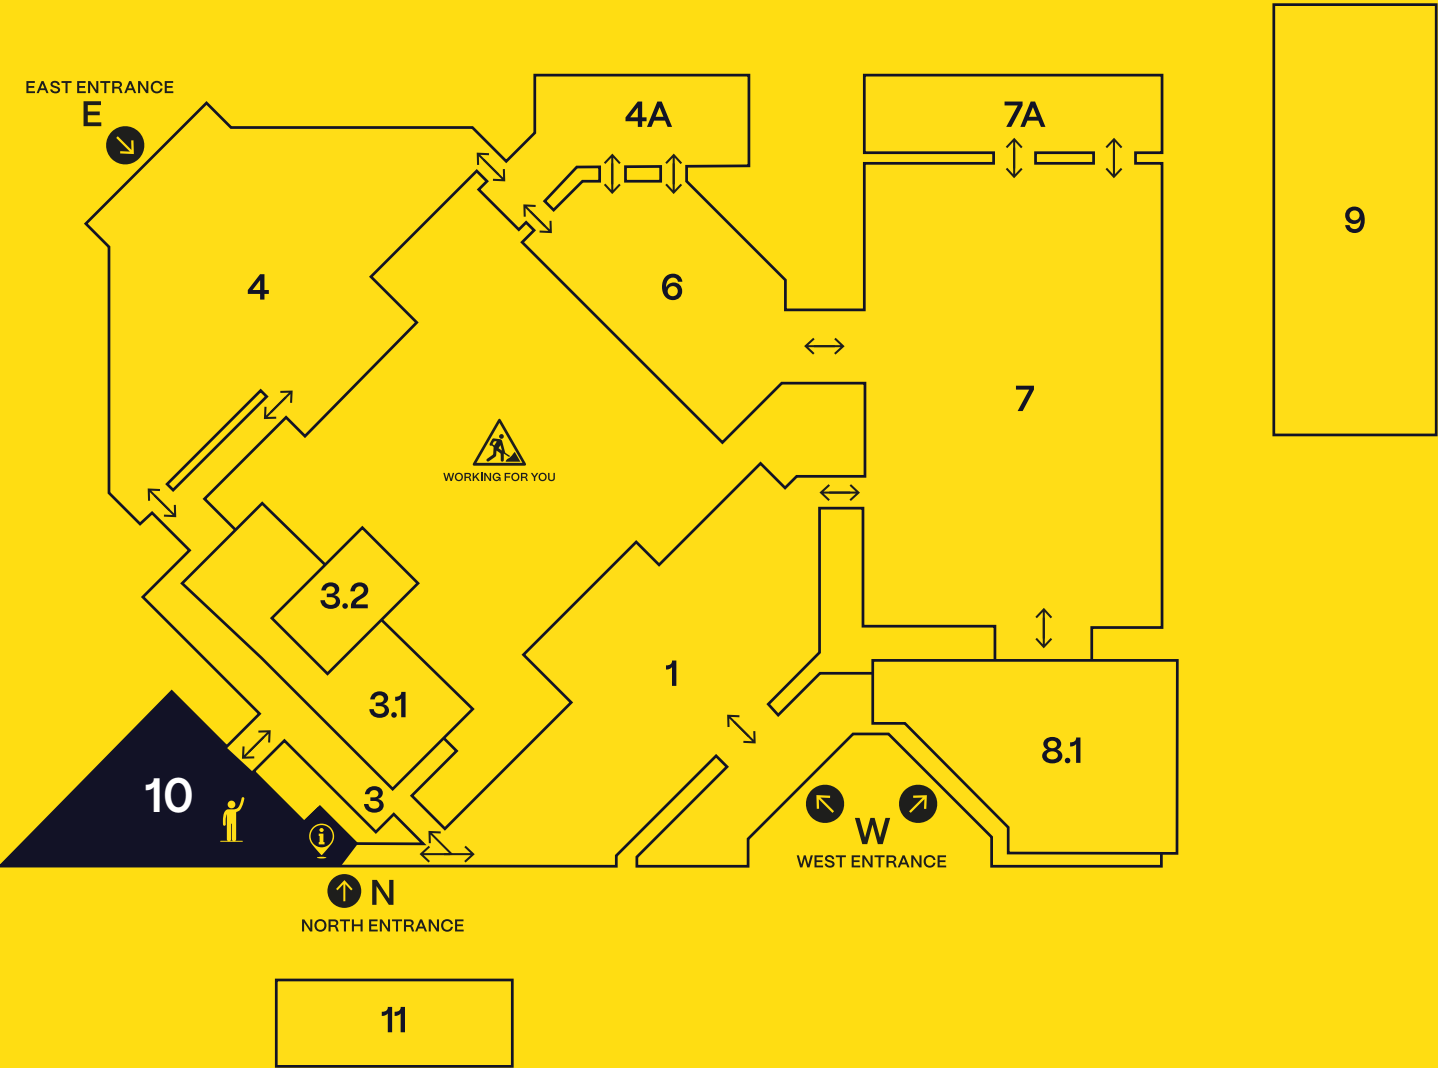 EAST ENTRANCE
E
4A
7A
9
4
6
7
WORKING FOR YOU
3.2
1
3.1
8.1
10
3
i
W
WEST ENTRANCE
N
NORTH ENTRANCE
11